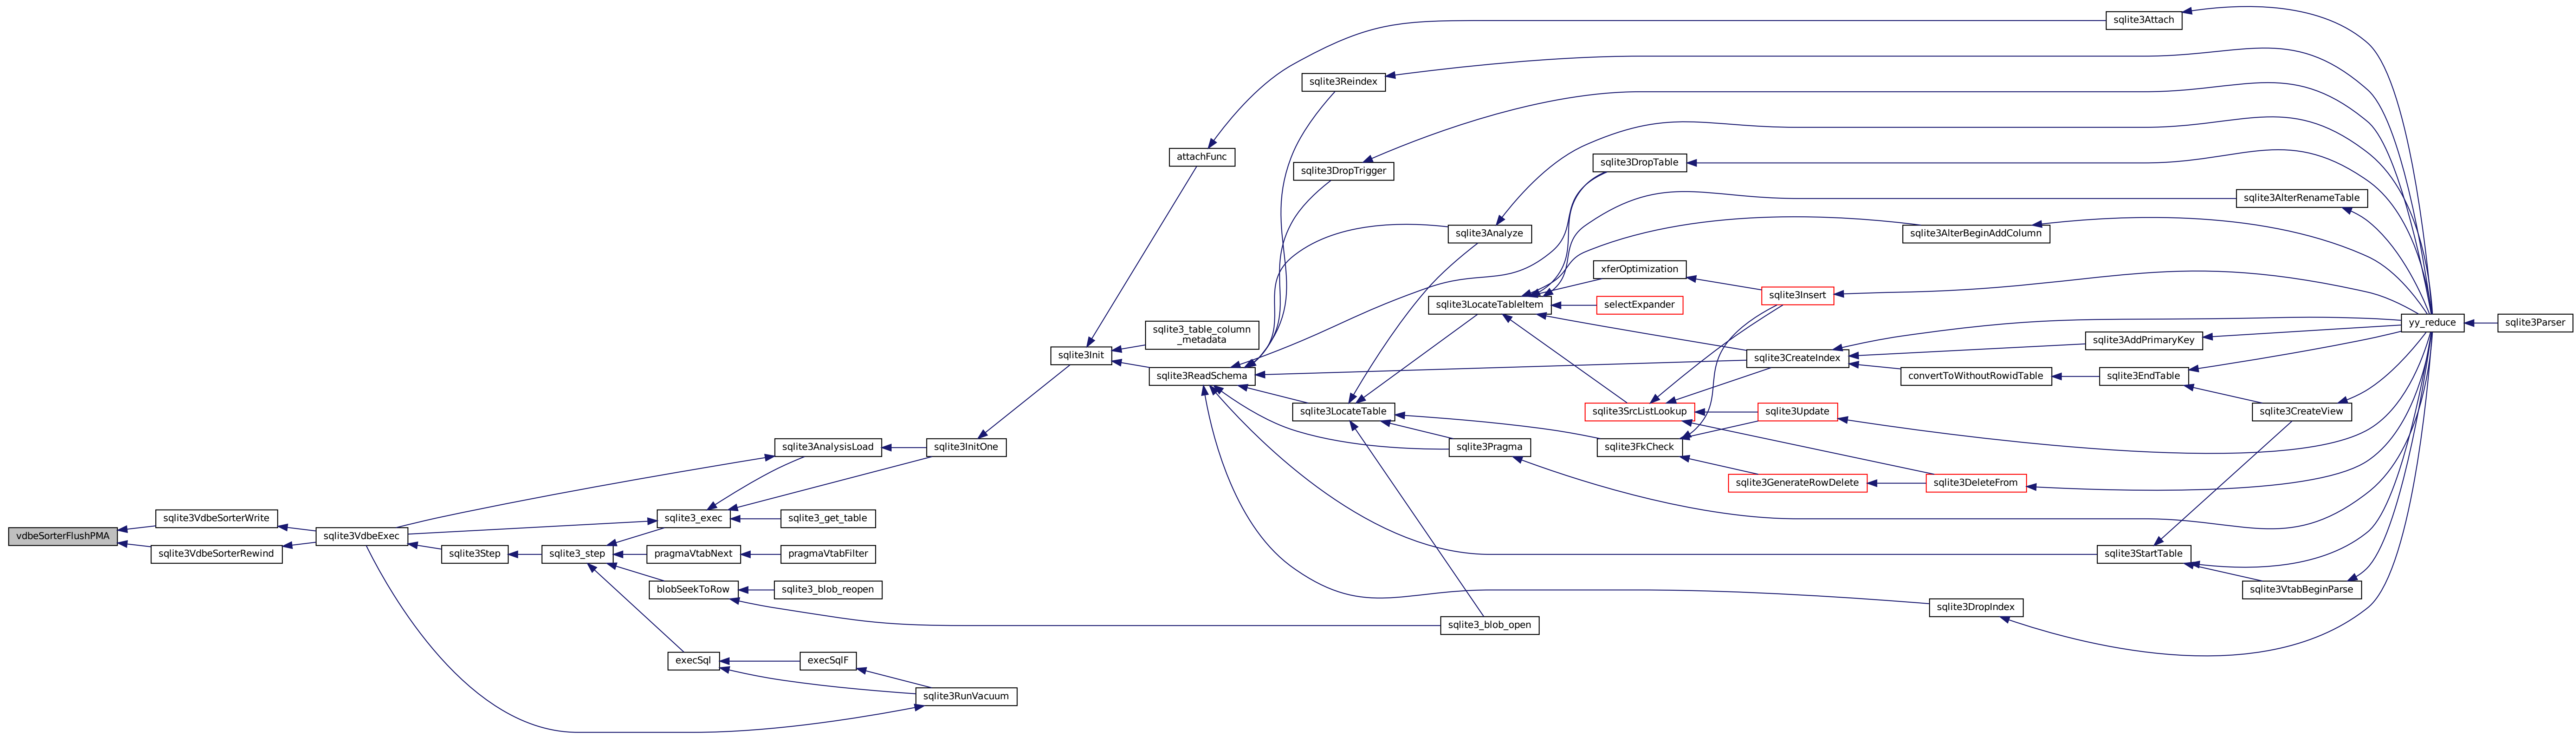 vdbeSorterFlushPMA
sqlite3VdbeSorterWrite
sqlite3VdbeSorterRewind
sqlite3VdbeExec
sqlite3Step
sqlite3_step
sqlite3_exec
pragmaVtabNext
blobSeekToRow
execSql
sqlite3AnalysisLoad
sqlite3_get_table
pragmaVtabFilter
sqlite3_blob_reopen
execSqlF
sqlite3InitOne
sqlite3RunVacuum
sqlite3Init
attachFunc
sqlite3_table_column
_metadata
sqlite3ReadSchema
sqlite3Reindex
sqlite3DropTrigger
sqlite3LocateTable
sqlite3Analyze
sqlite3LocateTableItem
sqlite3Pragma
sqlite3_blob_open
sqlite3DropTable
xferOptimization
selectExpander
sqlite3SrcListLookup
sqlite3FkCheck
sqlite3Insert
sqlite3CreateIndex
sqlite3Update
sqlite3GenerateRowDelete
sqlite3AlterBeginAddColumn
convertToWithoutRowidTable
sqlite3DeleteFrom
sqlite3DropIndex
sqlite3Attach
sqlite3AddPrimaryKey
sqlite3EndTable
sqlite3StartTable
sqlite3AlterRenameTable
sqlite3CreateView
sqlite3VtabBeginParse
yy_reduce
sqlite3Parser